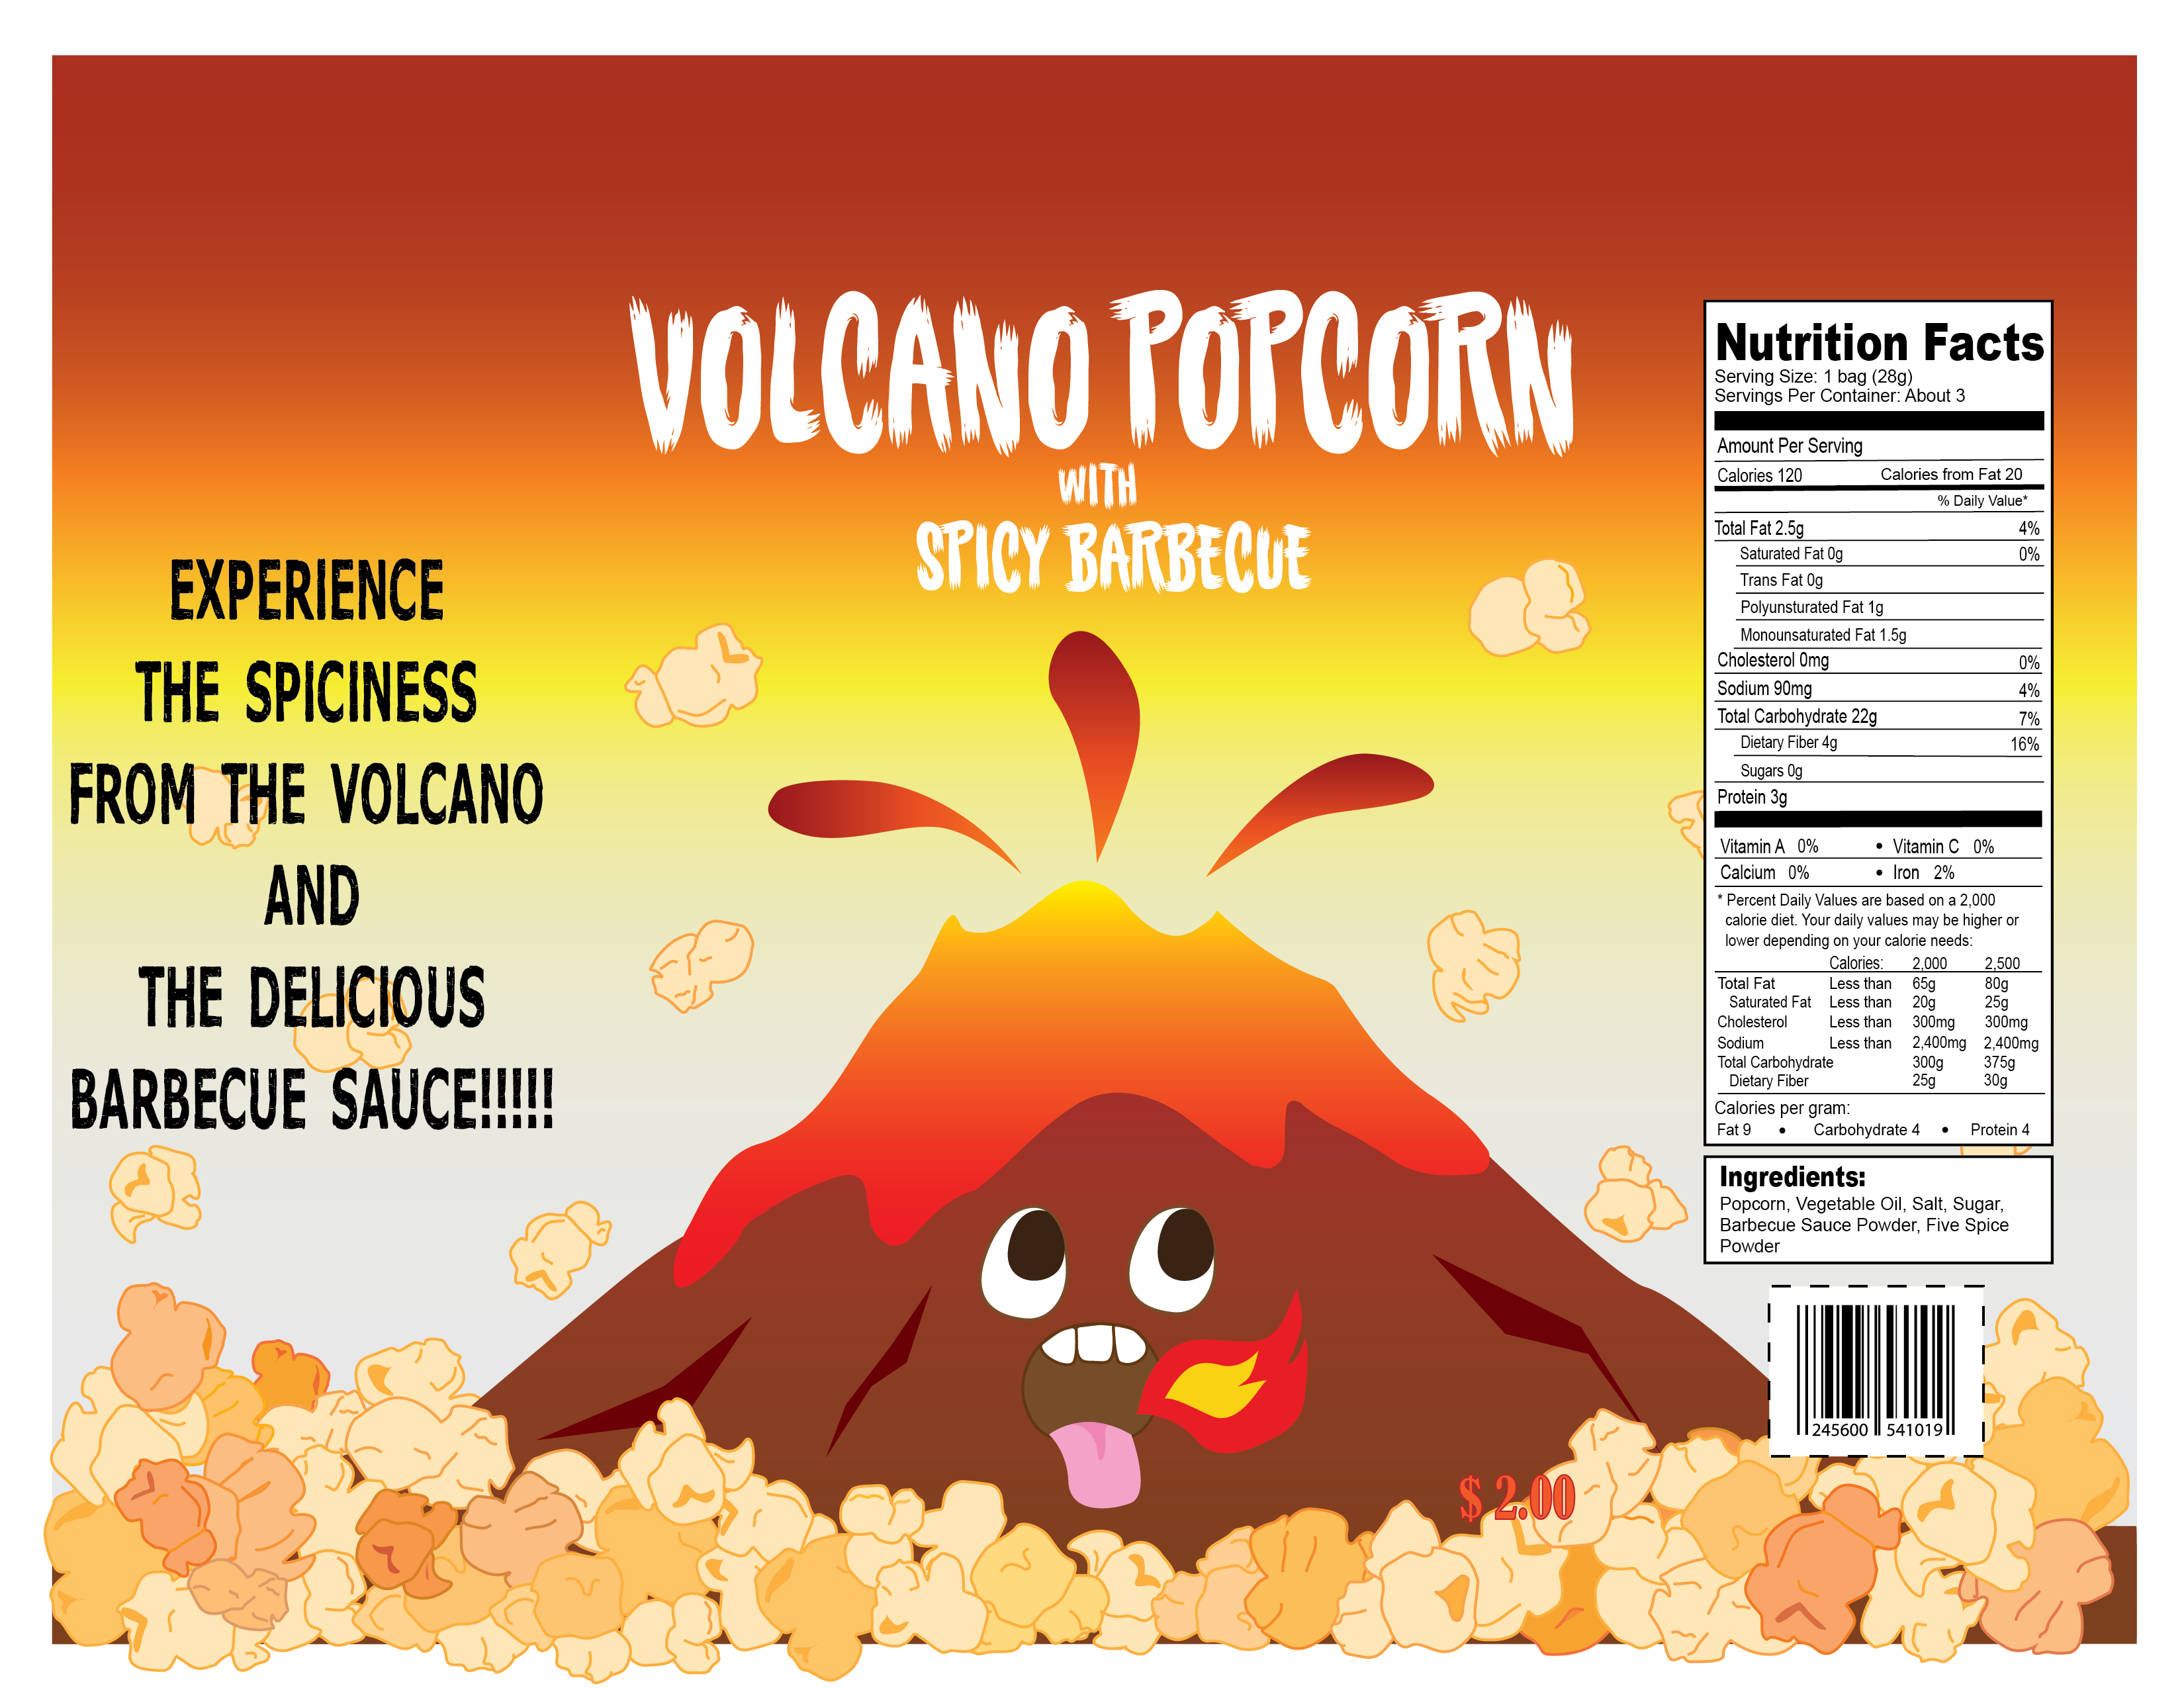 VOLCANO POPCORN
WITH
SPICY BARBECUE
EXPERIENCE
THE SPICINESS
FROM THE VOLCANO
AND
THE DELICIOUS
BARBECUE SAUCE!!!!!
$ 2.00
Nutrition Facts
Serving Size: 1 bag (28g)
Servings Per Container: About 3
Amount Per Serving
Calories 120 Calories from Fat 20
% Daily Value*
Total Fat 2.5g 4%
Saturated Fat 0g 0%
Trans Fat 0g
Polyunsturated Fat 1g
Monounsaturated Fat 1.5g
Cholesterol 0mg 0%
Sodium 90mg 4%
Total Carbohydrate 22g 7%
Dietary Fiber 4g 16%
Sugars 0g
Protein 3g
Vitamin A 0% • Vitamin C 0%
Calcium 0% • Iron 2%
* Percent Daily Values are based on a 2,000
calorie diet. Your daily values may be higher or
lower depending on your calorie needs:
Calories: 2,000 2,500
Total Fat Less than 65g 80g
Saturated Fat Less than 20g 25g
Cholesterol Less than 300mg 300mg
Sodium Less than 2,400mg 2,400mg
Total Carbohydrate 300g 375g
Dietary Fiber 25g 30g
Calories per gram:
Fat 9 • Carbohydrate 4 • Protein 4
Ingredients:
Popcorn, Vegetable Oil, Salt, Sugar,
Barbecue Sauce Powder, Five Spice
Powder
245600 541019